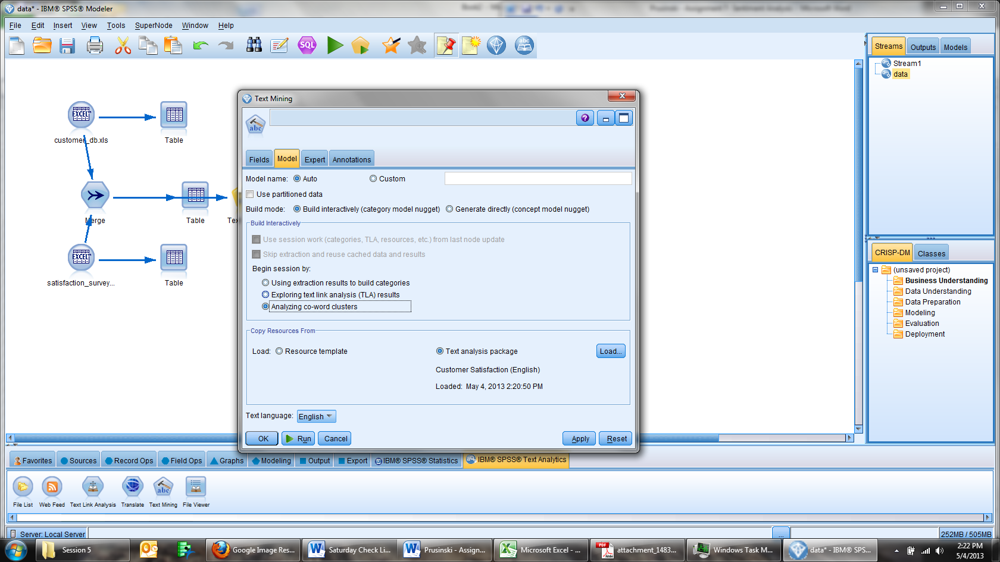 data* - IBM® SPSS® Modeler
File Edit Insert View Tools SuperNode Window Help
SQL
abc
Streams Outputs Models
Stream1
data
EXCEL
customer_db.xls
Table
Merge
Table
Tex
EXCEL
satisfaction_survey...
Table
Text Mining
abc
Fields Model Expert Annotations
Model name: Auto Custom
Use partitioned data
Build mode: Build interactively (category model nugget) Generate directly (concept model nugget)
Build Interactively
Use session work (categories, TLA, resources, etc.) from last node update
Skip extraction and reuse cached data and results
Begin session by:
Using extraction results to build categories
Exploring text link analysis (TLA) results
Analyzing co-word clusters
Copy Resources From
Load: Resource template Text analysis package Load...
Customer Satisfaction (English)
Loaded: May 4, 2013 2:20:50 PM
Text language: English
OK Run Cancel Apply Reset
CRISP-DM Classes
(unsaved project)
Business Understanding
Data Understanding
Data Preparation
Modeling
Evaluation
Deployment
Favorites Sources Record Ops Field Ops Graphs Modeling Output Export IBM® SPSS® Statistics IBM® SPSS® Text Analytics
abc
File List Web Feed Text Link Analysis Translate Text Mining File Viewer
Server: Local Server ... 252MB / 505MB
Session 5 Google Image Res... Saturday Check Li... Prusinski - Assign... Microsoft Excel - ... attachment_1483... Windows Task M... data* - IBM® SPS... 2:22 PM
5/4/2013